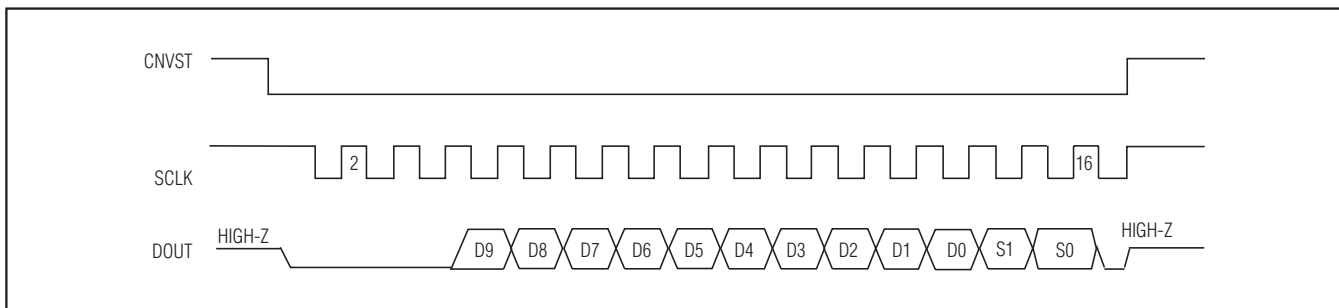 CNVST
SCLK 2 16
DOUT HIGH-Z D9 D8 D7 D6 D5 D4 D3 D2 D1 D0 S1 S0 HIGH-Z